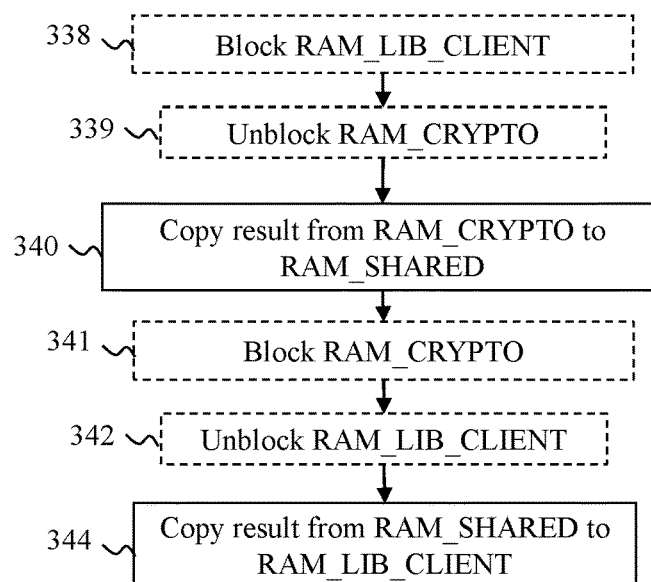 338
Block RAM_LIB_CLIENT
339
Unblock RAM_CRYPTO
340
Copy result from RAM_CRYPTO to
RAM_SHARED
341
Block RAM_CRYPTO
342
Unblock RAM_LIB_CLIENT
344
Copy result from RAM_SHARED to
RAM_LIB_CLIENT